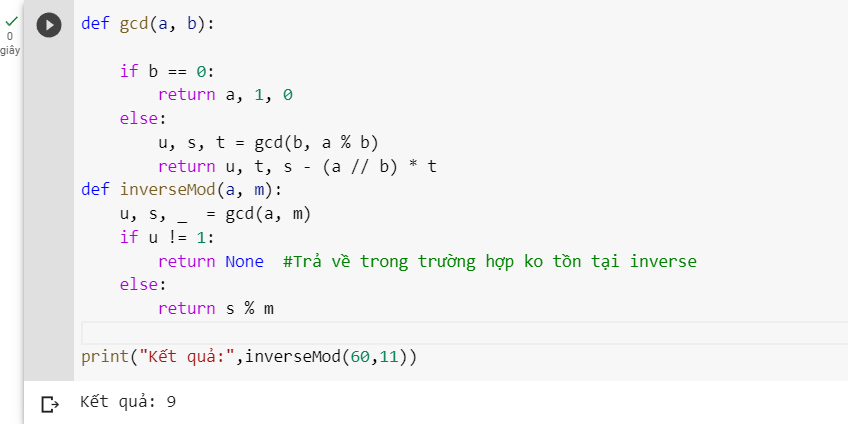 def gcd(a, b):
0
giây
if b == 0:
return a, 1, 0
else:
u, s, t = gcd(b, a % b)
return u, t, s - (a // b) * t
def inverseMod(a, m):
u, s, _  = gcd(a, m)
if u != 1:
return None  #Trả về trong trường hợp ko tồn tại inverse
else:
return s % m
print("Kết quả:",inverseMod(60,11))
Kết quả: 9